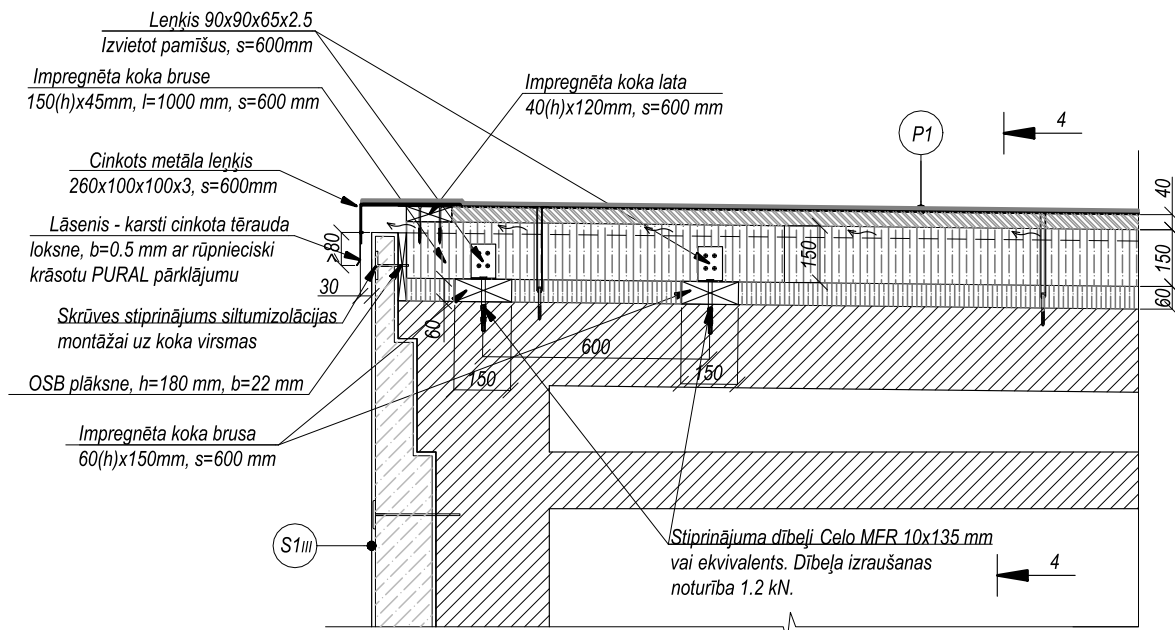 Leņķis 90x90x65x2.5
Izvietot pamīšus, s=600mm
Impregnēta koka bruse
150(h)x45mm, l=1000 mm, s=600 mm
Impregnēta koka lata
40(h)x120mm, s=600 mm
P1
4
Cinkots metāla leņķis
260x100x100x3, s=600mm
Lāsenis - karsti cinkota tērauda
loksne, b=0.5 mm ar rūpnieciski
krāsotu PURAL pārklājumu
>80
30
40
150
60
150
Skrūves stiprinājums siltumizolācijas
montāžai uz koka virsmas
60
600
150
150
OSB plāksne, h=180 mm, b=22 mm
Impregnēta koka brusa
60(h)x150mm, s=600 mm
S1III
Stiprinājuma dībeļi Celo MFR 10x135 mm
vai ekvivalents. Dībeļa izraušanas
noturība 1.2 kN.
4